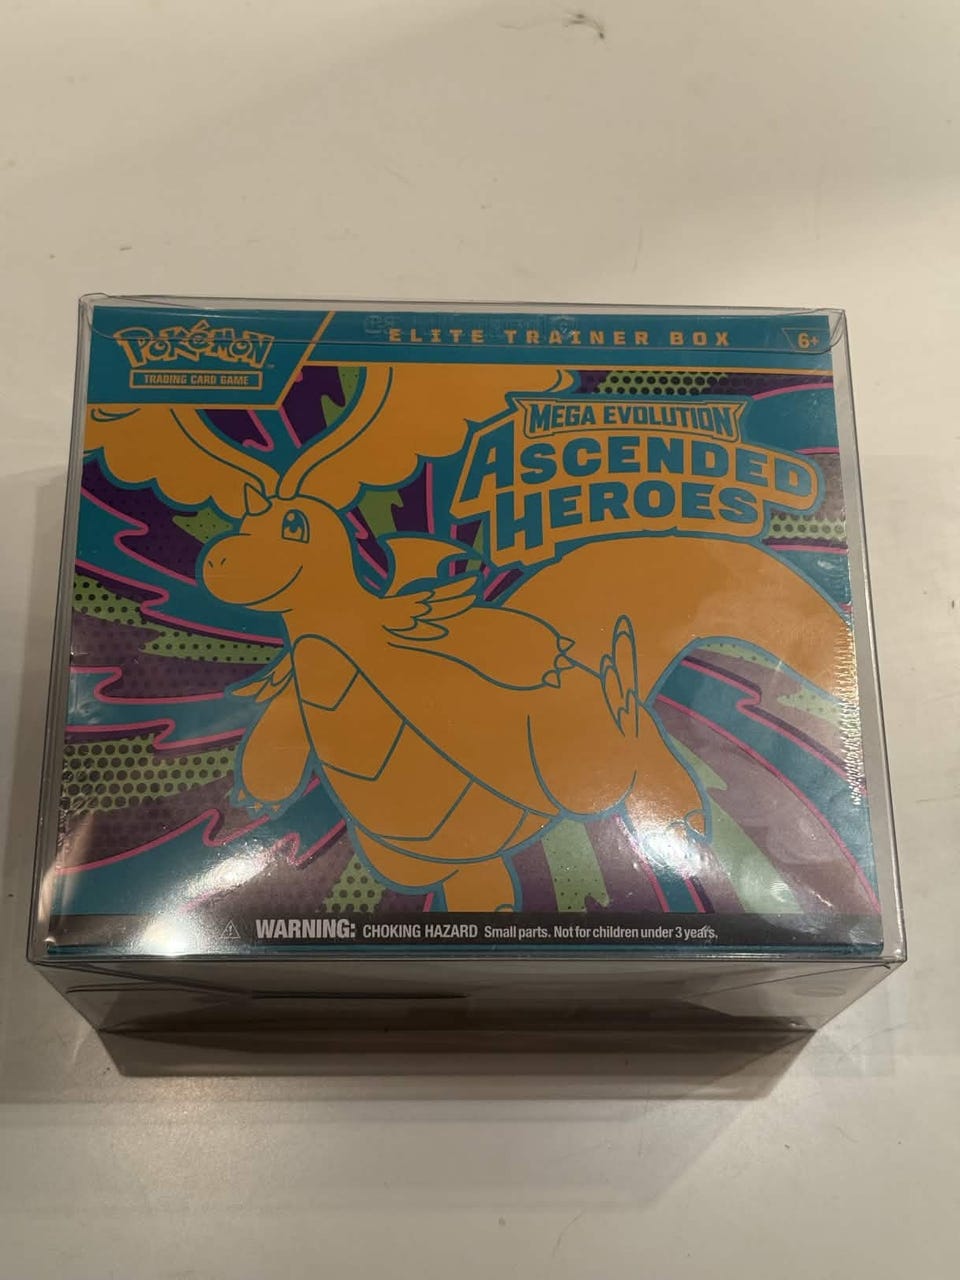 POKéMON
TRADING CARD GAME
ELITE TRAINER BOX
6+
MEGA EVOLUTION
ASCENDED
HEROES
WARNING: CHOKING HAZARD Small parts. Not for children under 3 years.